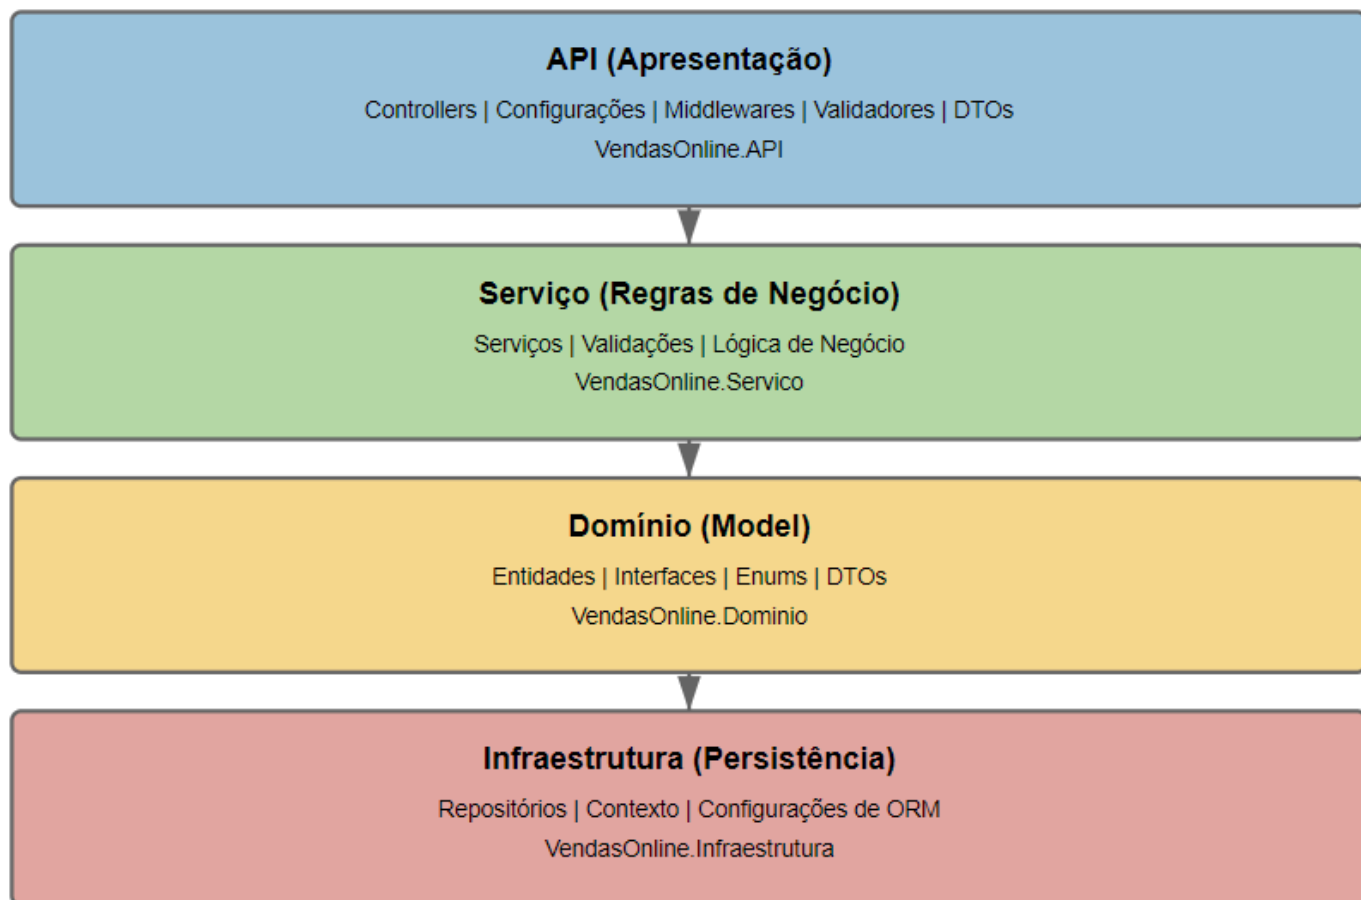 API (Apresentação)
Controllers | Configurações | Middlewares | Validadores | DTOs
VendasOnline.API
Serviço (Regras de Negócio)
Serviços | Validações | Lógica de Negócio
VendasOnline.Servico
Domínio (Model)
Entidades | Interfaces | Enums | DTOs
VendasOnline.Dominio
Infraestrutura (Persistência)
Repositórios | Contexto | Configurações de ORM
VendasOnline.Infraestrutura